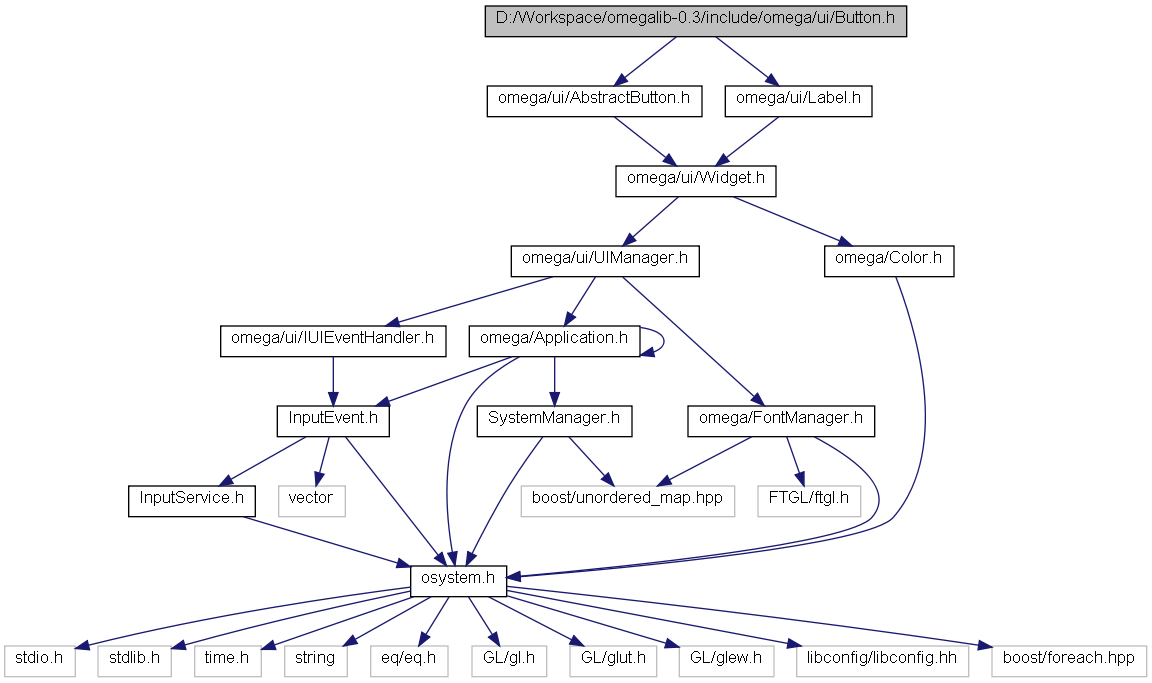 D:/Workspace/omegalib-0.3/include/omega/ui/Button.h
omega/ui/AbstractButton.h
omega/ui/Label.h
omega/ui/Widget.h
omega/ui/UIManager.h
omega/Color.h
omega/ui/IUIEventHandler.h
omega/Application.h
InputEvent.h
SystemManager.h
omega/FontManager.h
InputService.h
vector
boost/unordered_map.hpp
FTGL/ftgl.h
osystem.h
stdio.h
stdlib.h
time.h
string
eq/eq.h
GL/gl.h
GL/glut.h
GL/glew.h
libconfig/libconfig.hh
boost/foreach.hpp